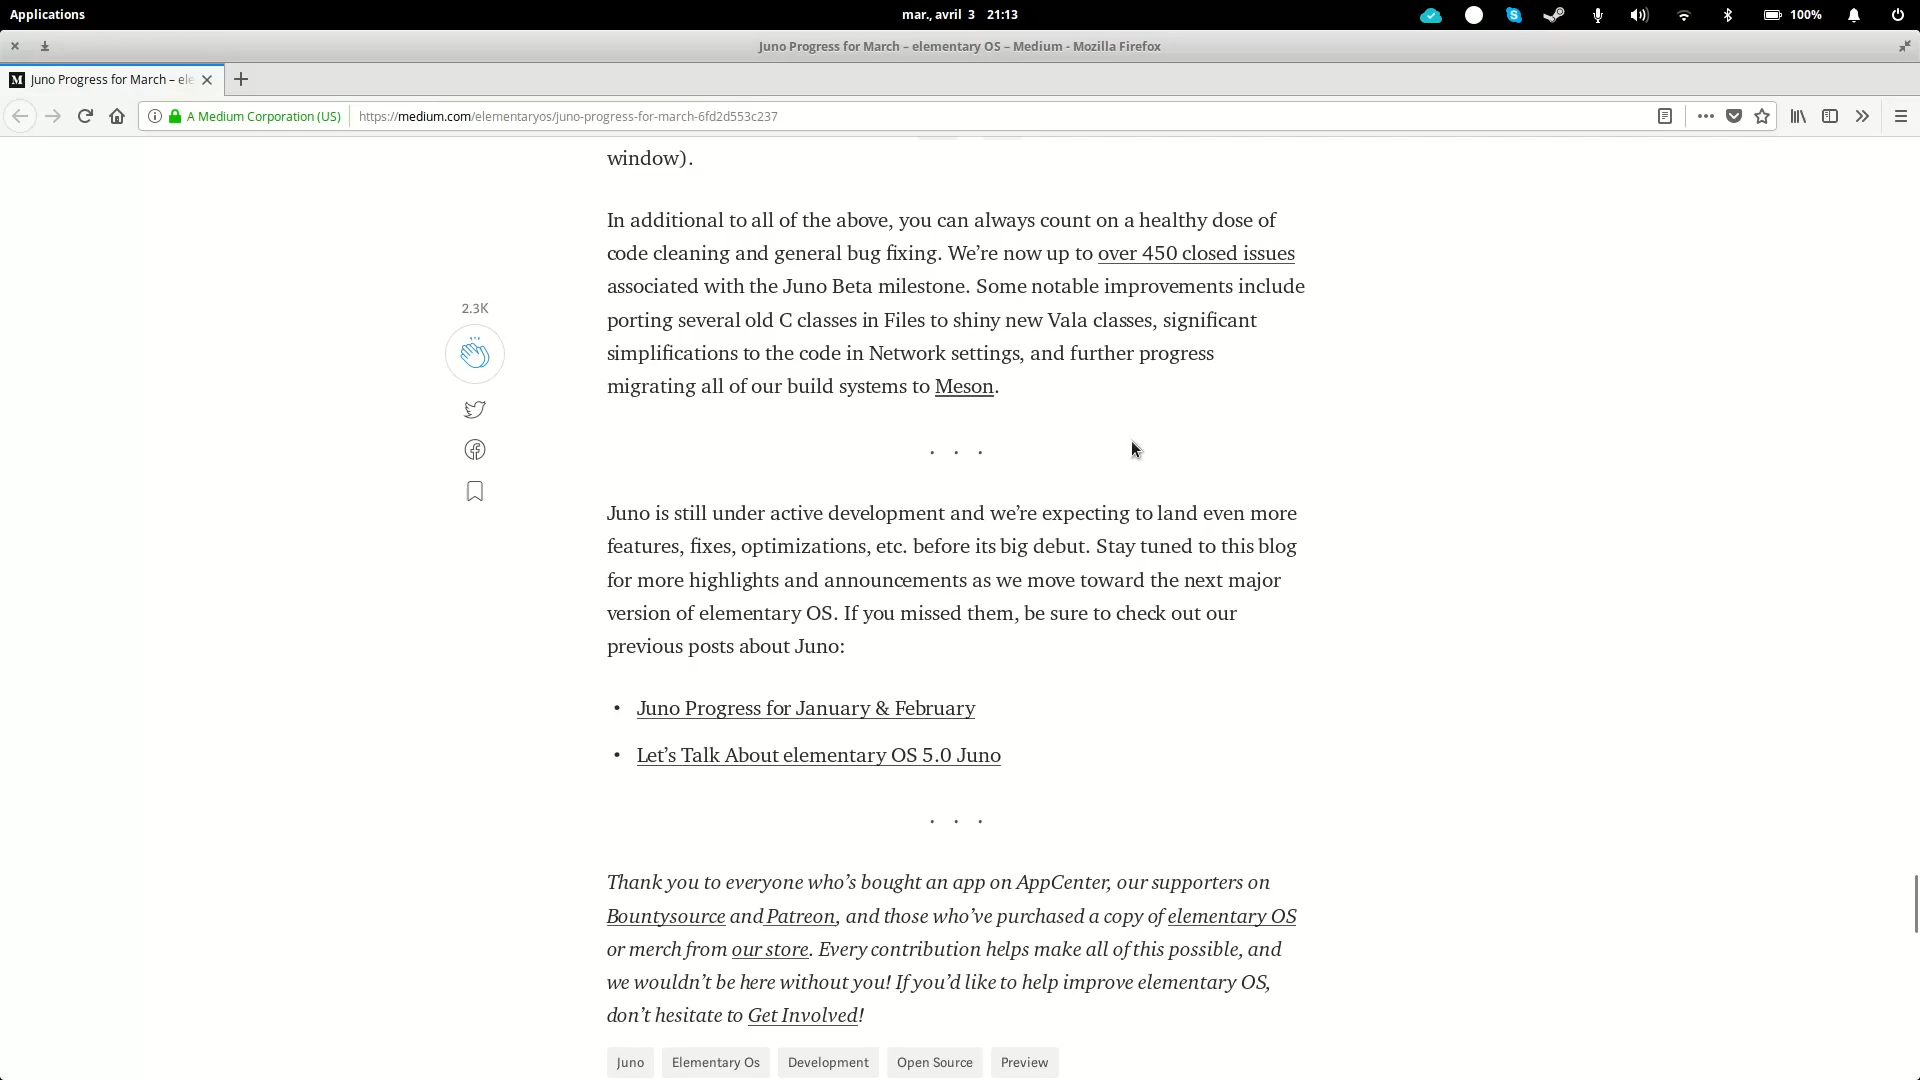 Applications
mar., avril 3 21:13
100%
Juno Progress for March – elementary OS – Medium - Mozilla Firefox
M Juno Progress for March – ele
A Medium Corporation (US)
https://medium.com/elementaryos/juno-progress-for-march-6fd2d553c237
window).
In additional to all of the above, you can always count on a healthy dose of
code cleaning and general bug fixing. We’re now up to over 450 closed issues
associated with the Juno Beta milestone. Some notable improvements include
porting several old C classes in Files to shiny new Vala classes, significant
simplifications to the code in Network settings, and further progress
migrating all of our build systems to Meson.
2.3K
. . .
Juno is still under active development and we’re expecting to land even more
features, fixes, optimizations, etc. before its big debut. Stay tuned to this blog
for more highlights and announcements as we move toward the next major
version of elementary OS. If you missed them, be sure to check out our
previous posts about Juno:
• Juno Progress for January & February
• Let’s Talk About elementary OS 5.0 Juno
. . .
Thank you to everyone who’s bought an app on AppCenter, our supporters on
Bountysource and Patreon, and those who’ve purchased a copy of elementary OS
or merch from our store. Every contribution helps make all of this possible, and
we wouldn’t be here without you! If you’d like to help improve elementary OS,
don’t hesitate to Get Involved!
Juno
Elementary Os
Development
Open Source
Preview